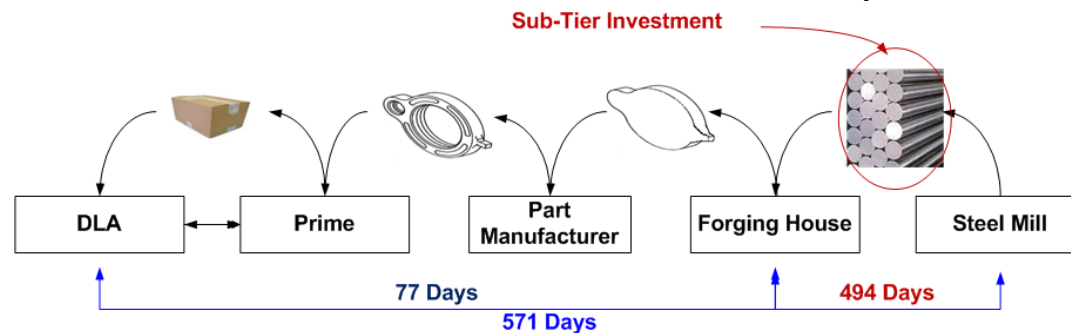 Sub-Tier Investment
DLA
Prime
Part
Manufacturer
Forging House
Steel Mill
77 Days
494 Days
571 Days